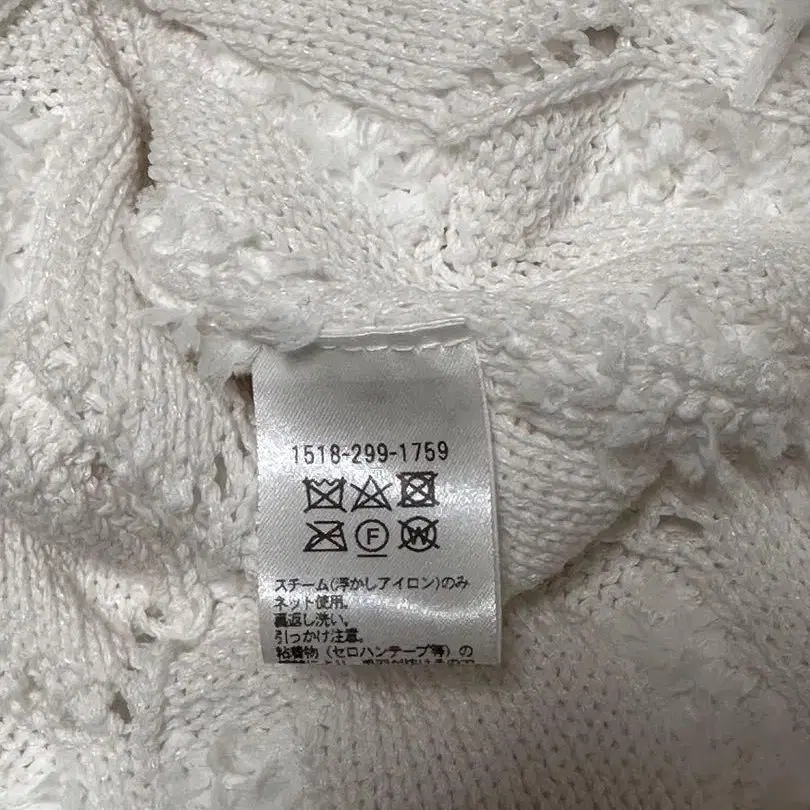 1518-299-1759
F W
スチーム(浮かしアイロン)のみ
ネット使用。
裏返し洗い。
引っかけ注意。
粘着物(セロハンテープ等)の